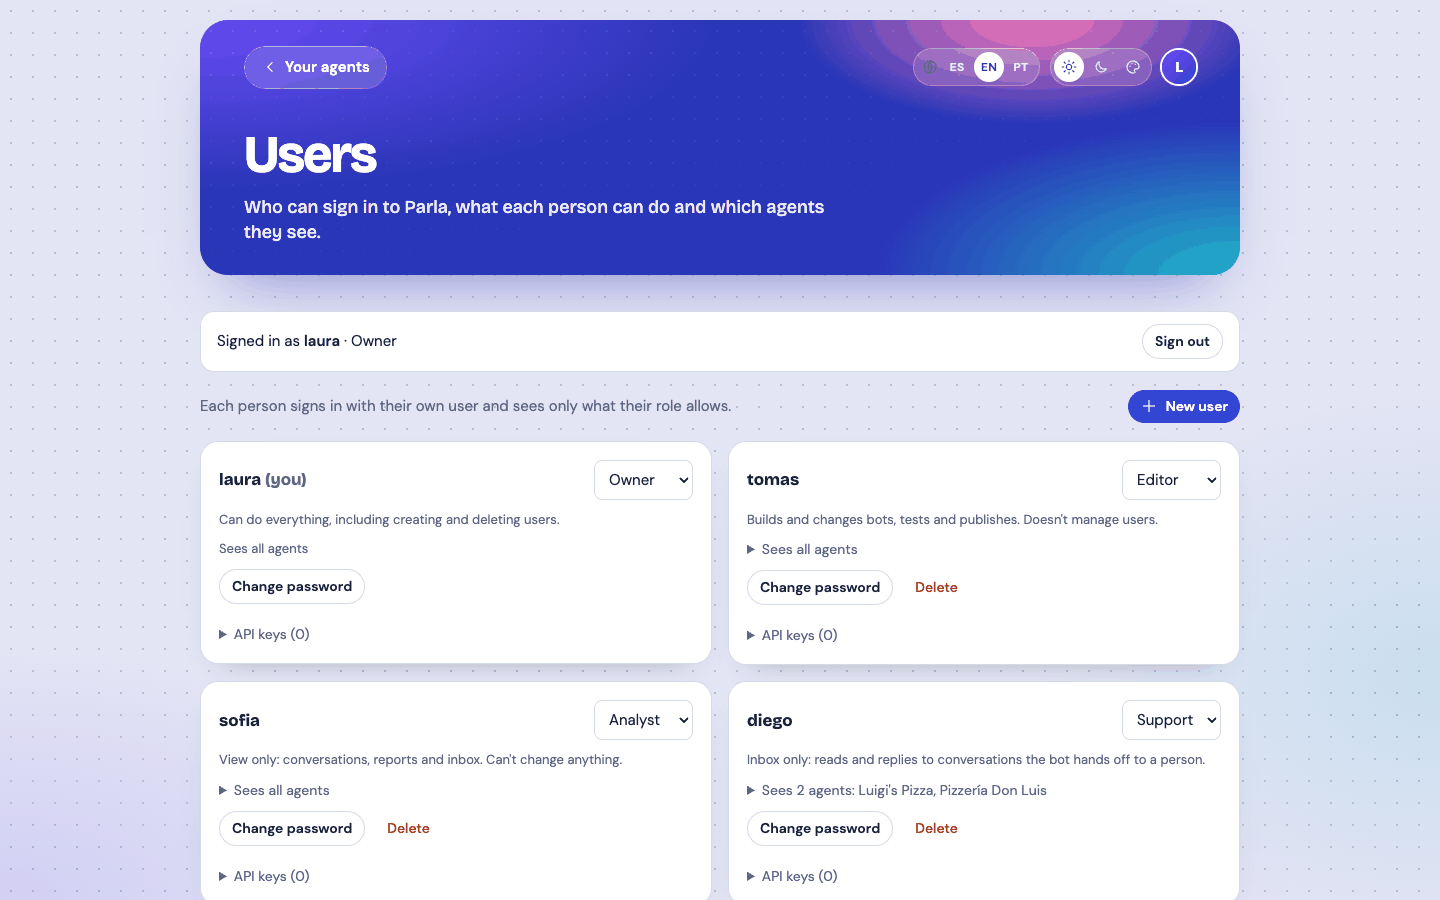 Your agents
ES EN PT
L
Users
Who can sign in to Parla, what each person can do and which agents
they see.
Signed in as laura · Owner
Sign out
Each person signs in with their own user and sees only what their role allows.
New user
laura (you)
Owner
Can do everything, including creating and deleting users.
Sees all agents
Change password
API keys (0)
tomas
Editor
Builds and changes bots, tests and publishes. Doesn't manage users.
Sees all agents
Change password
Delete
API keys (0)
sofia
Analyst
View only: conversations, reports and inbox. Can't change anything.
Sees all agents
Change password
Delete
API keys (0)
diego
Support
Inbox only: reads and replies to conversations the bot hands off to a person.
Sees 2 agents: Luigi's Pizza, Pizzería Don Luis
Change password
Delete
API keys (0)